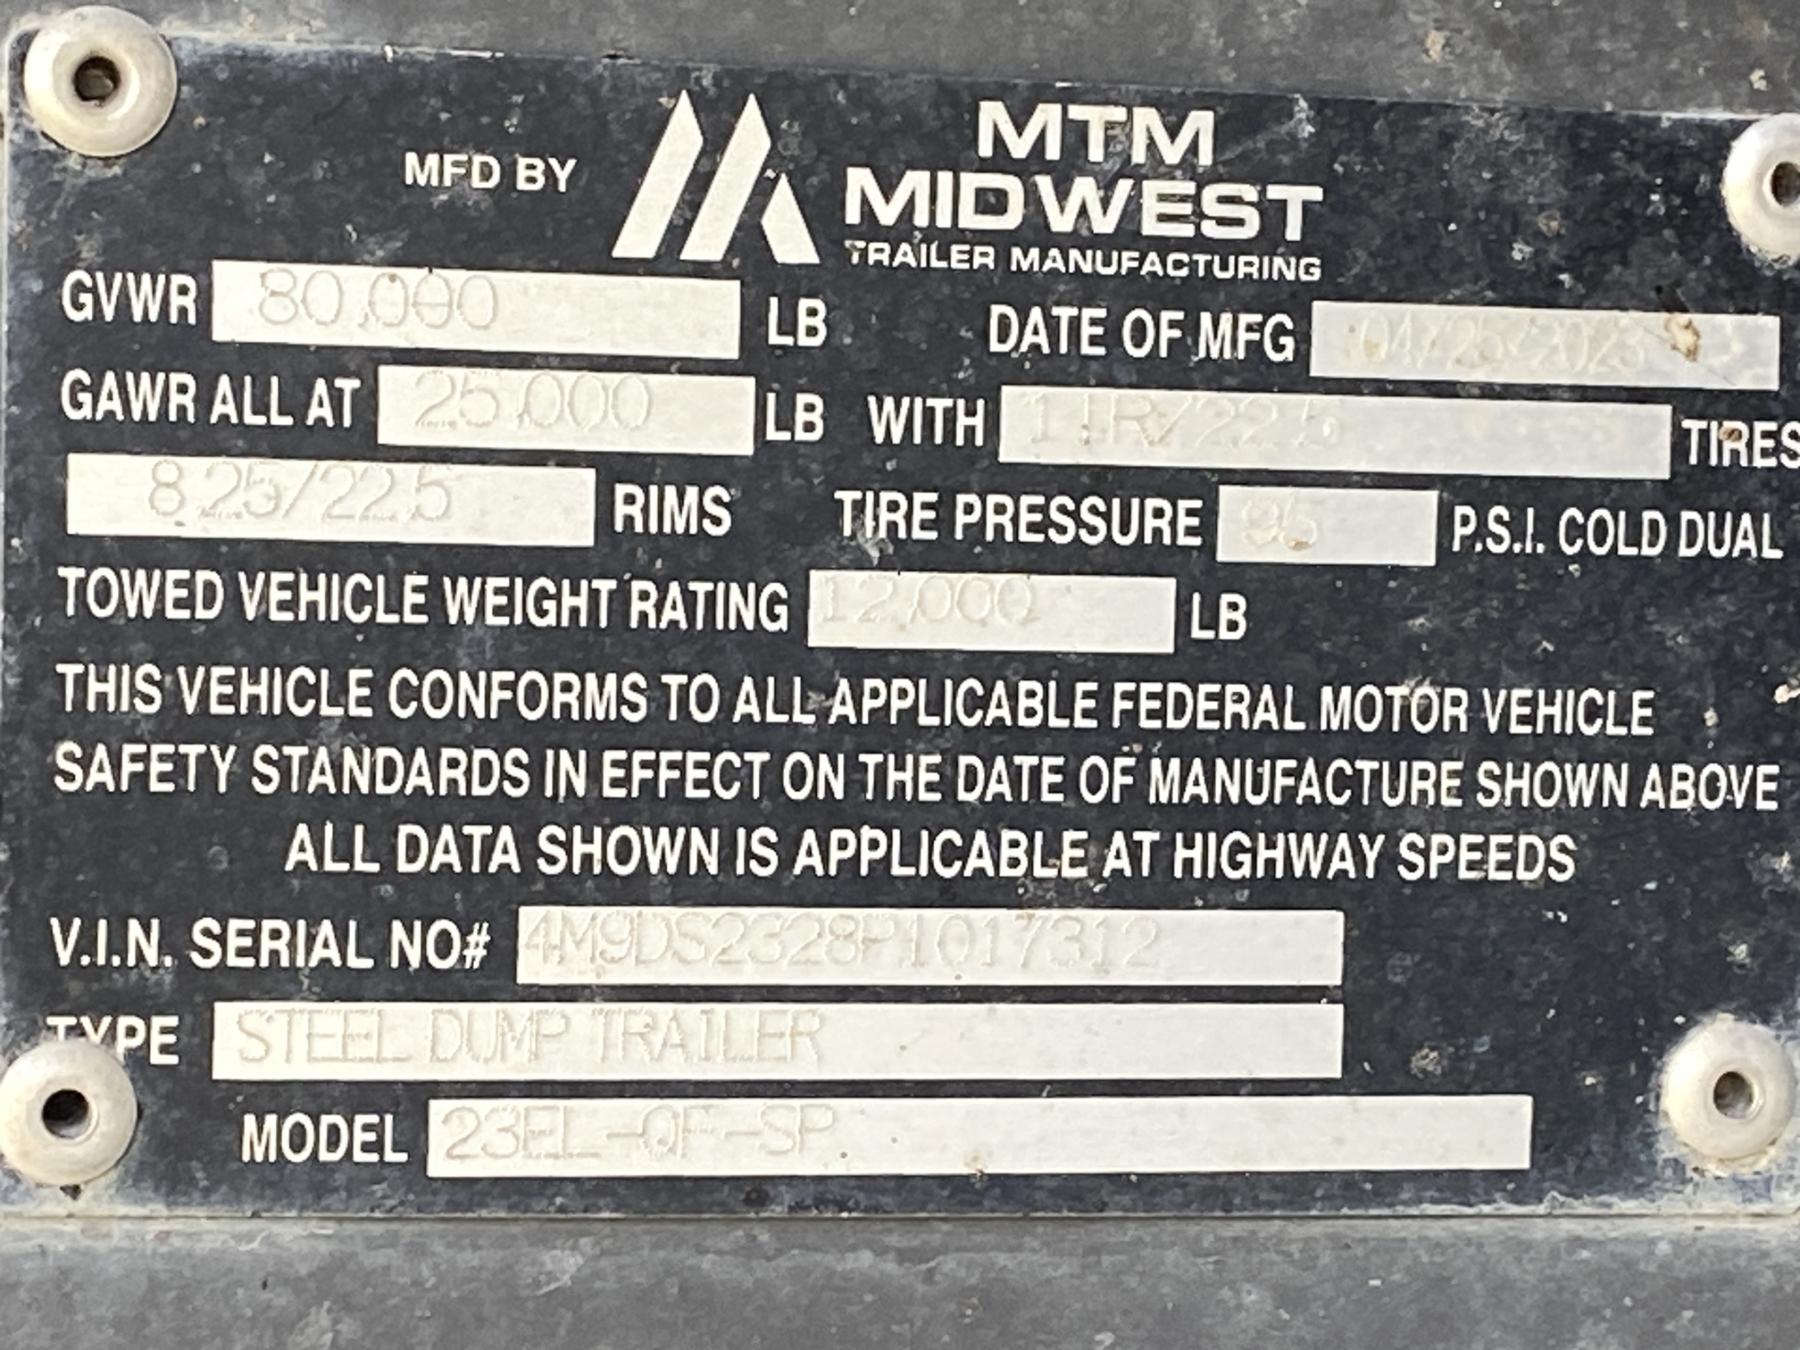 MFD BY MTM
MIDWEST
TRAILER MANUFACTURING
GVWR 80,000 LB DATE OF MFG 04/25/2023
GAWR ALL AT 25,000 LB WITH 11R/22.5 TIRES
8.25/22.5 RIMS TIRE PRESSURE 95 P.S.I. COLD DUAL
TOWED VEHICLE WEIGHT RATING 12,000 LB
THIS VEHICLE CONFORMS TO ALL APPLICABLE FEDERAL MOTOR VEHICLE
SAFETY STANDARDS IN EFFECT ON THE DATE OF MANUFACTURE SHOWN ABOVE
ALL DATA SHOWN IS APPLICABLE AT HIGHWAY SPEEDS
V.I.N. SERIAL NO# 4M9DS2328P1017312
TYPE STEEL DUMP TRAILER
MODEL 23EL-QF-SP